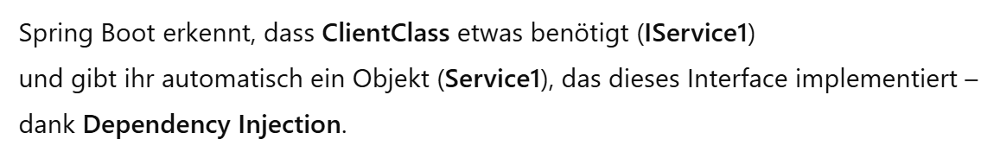 Spring Boot erkennt, dass ClientClass etwas benötigt (IService1)
und gibt ihr automatisch ein Objekt (Service1), das dieses Interface implementiert –
dank Dependency Injection.